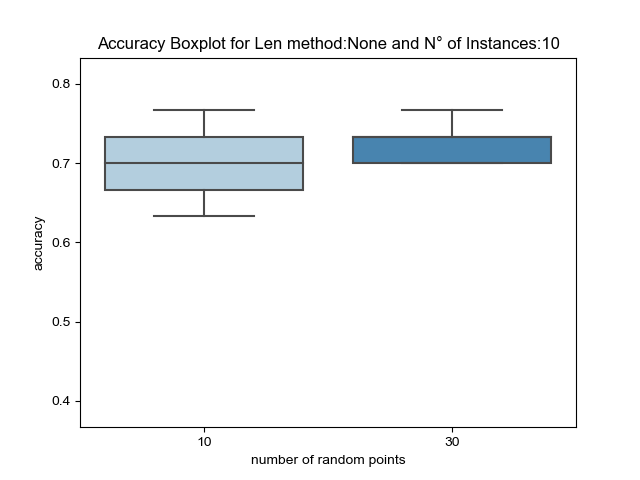 Accuracy Boxplot for Len method:None and N° of Instances:10
0.8
0.7
0.6
0.5
0.4
accuracy
10
30
number of random points